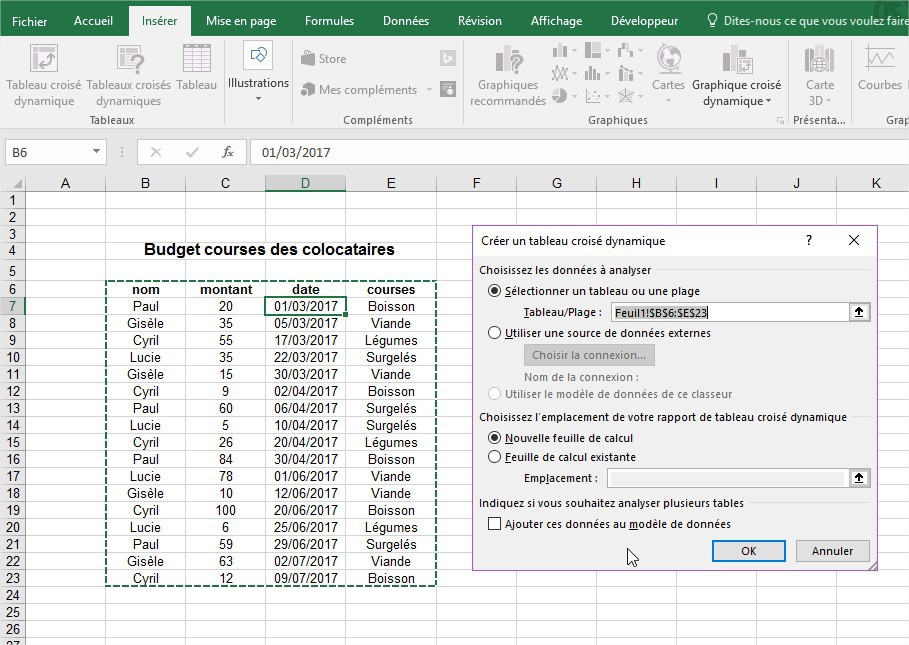 Fichier Accueil Insérer Mise en page Formules Données Révision Affichage Développeur Dites-nous ce que vous voulez faire
Tableau croisé dynamique
Tableaux croisés dynamiques
Tableau
Tableaux
Illustrations
Store
Mes compléments
Compléments
Graphiques recommandés
Cartes
Graphique croisé dynamique
Graphiques
Carte 3D
Présenta...
Courbes
Grap
B6
fx
01/03/2017
A B C D E F G H I J K
1
2
3
4 Budget courses des colocataires
5
6 nom montant date courses
7 Paul 20 01/03/2017 Boisson
8 Gisèle 35 05/03/2017 Viande
9 Cyril 55 17/03/2017 Légumes
10 Lucie 35 22/03/2017 Surgelés
11 Gisèle 15 30/03/2017 Viande
12 Cyril 9 02/04/2017 Boisson
13 Paul 60 06/04/2017 Surgelés
14 Lucie 5 10/04/2017 Surgelés
15 Cyril 26 20/04/2017 Légumes
16 Paul 84 30/04/2017 Boisson
17 Lucie 78 01/06/2017 Viande
18 Gisèle 10 12/06/2017 Viande
19 Cyril 100 20/06/2017 Boisson
20 Lucie 6 25/06/2017 Légumes
21 Paul 59 29/06/2017 Surgelés
22 Gisèle 63 02/07/2017 Viande
23 Cyril 12 09/07/2017 Boisson
24
25
26
27
Créer un tableau croisé dynamique ?
Choisissez les données à analyser
Sélectionner un tableau ou une plage
Tableau/Plage : Feuil1!$B$6:$E$23
Utiliser une source de données externes
Choisir la connexion...
Nom de la connexion :
Utiliser le modèle de données de ce classeur
Choisissez l'emplacement de votre rapport de tableau croisé dynamique
Nouvelle feuille de calcul
Feuille de calcul existante
Emplacement :
Indiquez si vous souhaitez analyser plusieurs tables
Ajouter ces données au modèle de données
OK Annuler